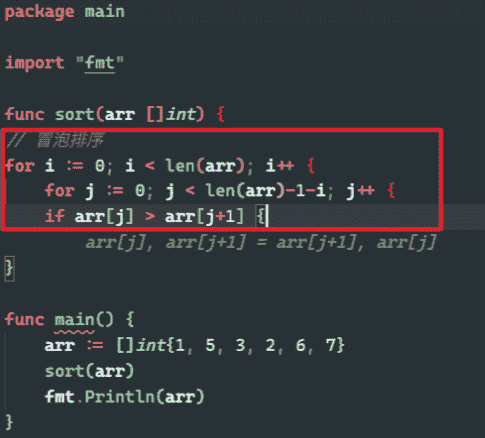 package main
import "fmt"
func sort(arr []int) {
// 冒泡排序
for i := 0; i < len(arr); i++ {
for j := 0; j < len(arr)-1-i; j++ {
if arr[j] > arr[j+1] {
arr[j], arr[j+1] = arr[j+1], arr[j]
}
func main() {
arr := []int{1, 5, 3, 2, 6, 7}
sort(arr)
fmt.Println(arr)
}